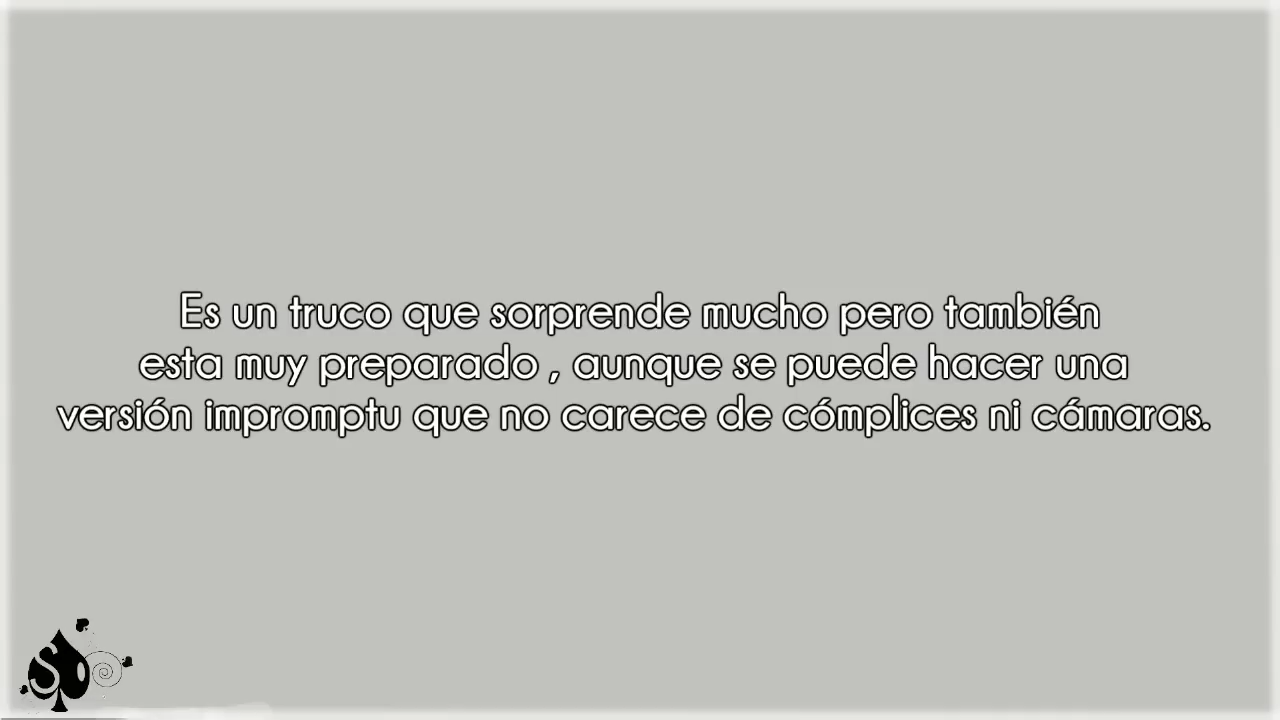 Es un truco que sorprende mucho pero también
esta muy preparado , aunque se puede hacer una
versión impromptu que no carece de cómplices ni cámaras.